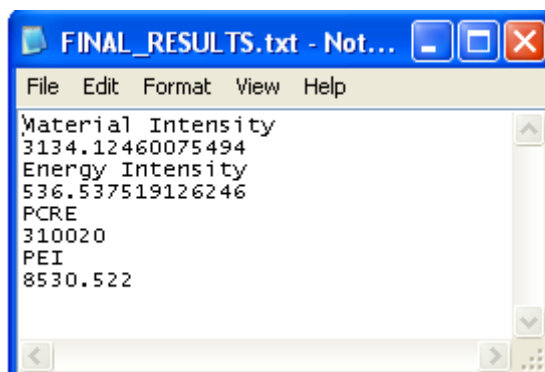 FINAL_RESULTS.txt - Not...
File Edit Format View Help
Material Intensity
3134.12460075494
Energy Intensity
536.537519126246
PCRE
310020
PEI
8530.522